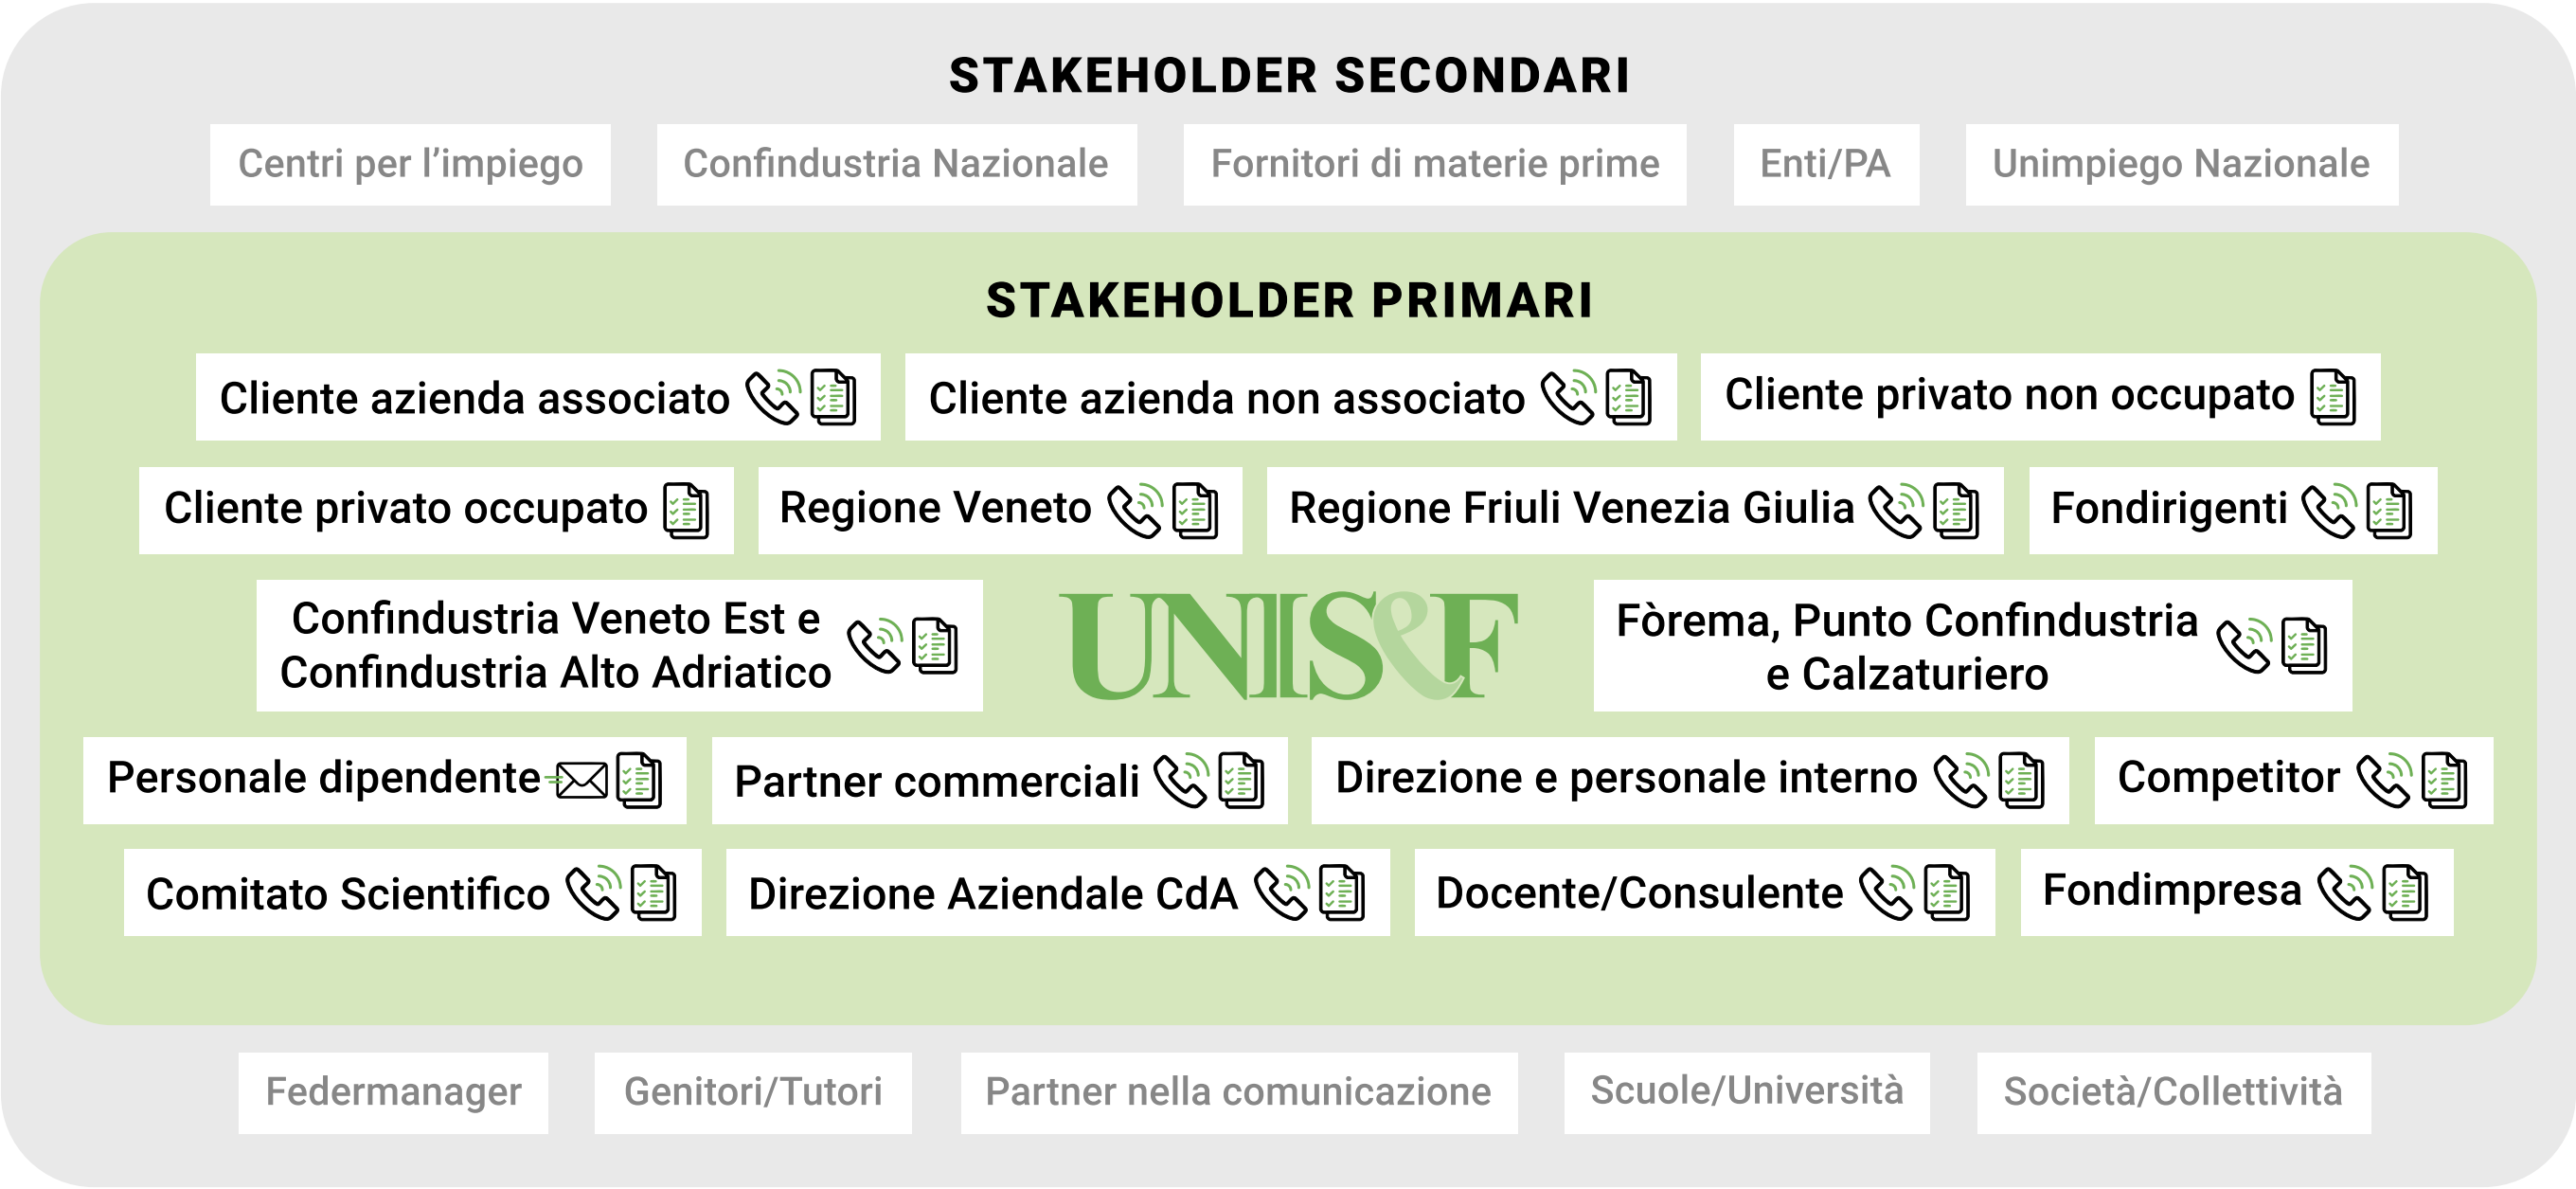 STAKEHOLDER SECONDARI
Centri per l’impiego
Confindustria Nazionale
Fornitori di materie prime
Enti/PA
Unimpiego Nazionale
STAKEHOLDER PRIMARI
Cliente azienda associato
Cliente azienda non associato
Cliente privato non occupato
Cliente privato occupato
Regione Veneto
Regione Friuli Venezia Giulia
Fondirigenti
Confindustria Veneto Est e
Confindustria Alto Adriatico
UNIS&F
Fòrema, Punto Confindustria
e Calzaturiero
Personale dipendente
Partner commerciali
Direzione e personale interno
Competitor
Comitato Scientifico
Direzione Aziendale CdA
Docente/Consulente
Fondimpresa
Federmanager
Genitori/Tutori
Partner nella comunicazione
Scuole/Università
Società/Collettività